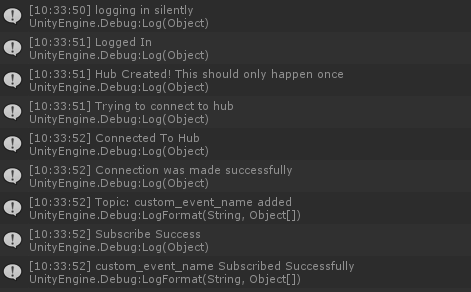 [10:33:50] logging in silently
UnityEngine.Debug:Log(Object)
[10:33:51] Logged In
UnityEngine.Debug:Log(Object)
[10:33:51] Hub Created! This should only happen once
UnityEngine.Debug:Log(Object)
[10:33:51] Trying to connect to hub
UnityEngine.Debug:Log(Object)
[10:33:52] Connected To Hub
UnityEngine.Debug:Log(Object)
[10:33:52] Connection was made successfully
UnityEngine.Debug:Log(Object)
[10:33:52] Topic: custom_event_name added
UnityEngine.Debug:LogFormat(String, Object[])
[10:33:52] Subscribe Success
UnityEngine.Debug:Log(Object)
[10:33:52] custom_event_name Subscribed Successfully
UnityEngine.Debug:LogFormat(String, Object[])